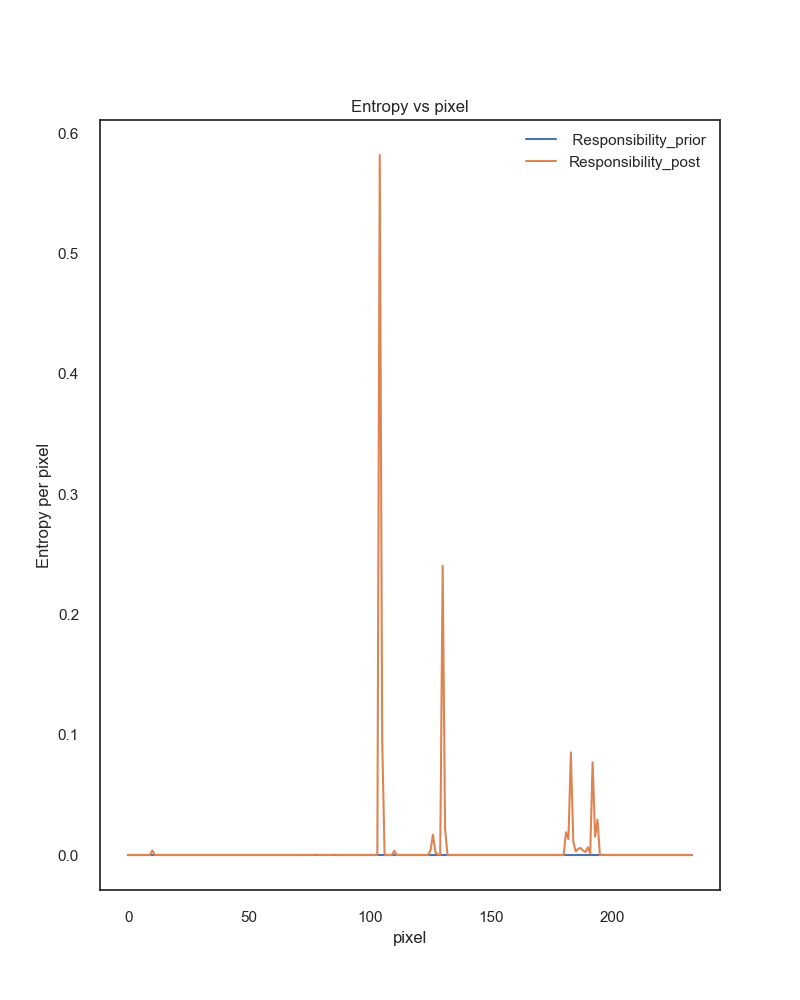 Entropy vs pixel
Responsibility_prior
Responsibility_post
0.6
0.5
0.4
0.3
0.2
0.1
0.0
Entropy per pixel
0 50 100 150 200
pixel